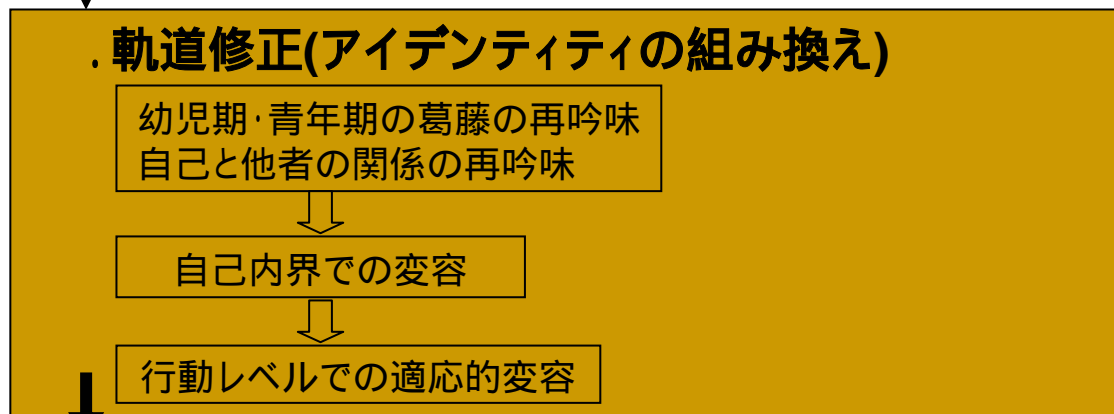 .軌道修正(アイデンティティの組み換え)
幼児期・青年期の葛藤の再吟味
自己と他者の関係の再吟味
自己内界での変容
行動レベルでの適応的変容